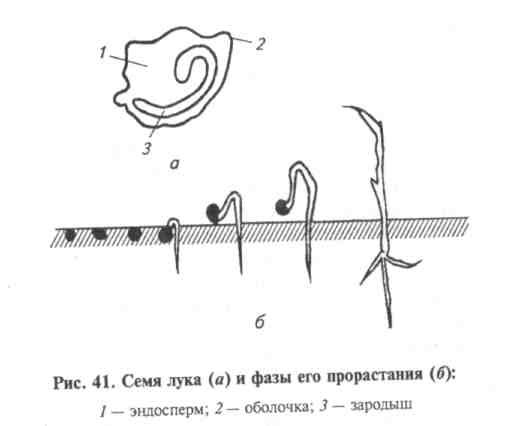 1
2
3
а
б
Рис. 41. Семя лука (а) и фазы его прорастания (б):
1 — эндосперм; 2 — оболочка; 3 — зародыш